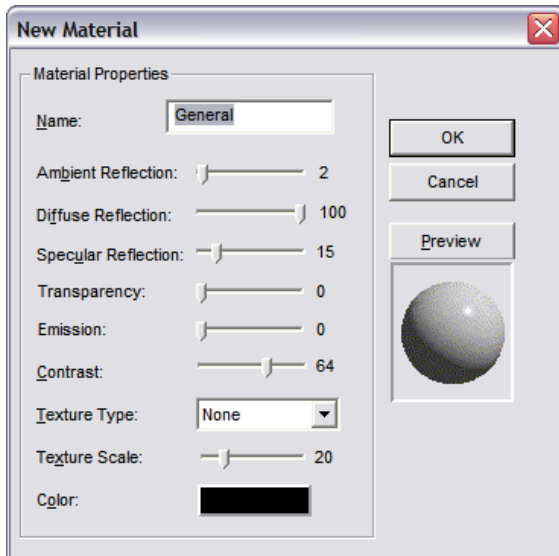 New Material
Material Properties
Name: General
Ambient Reflection: 2
Diffuse Reflection: 100
Specular Reflection: 15
Transparency: 0
Emission: 0
Contrast: 64
Texture Type: None
Texture Scale: 20
Color:
OK
Cancel
Preview